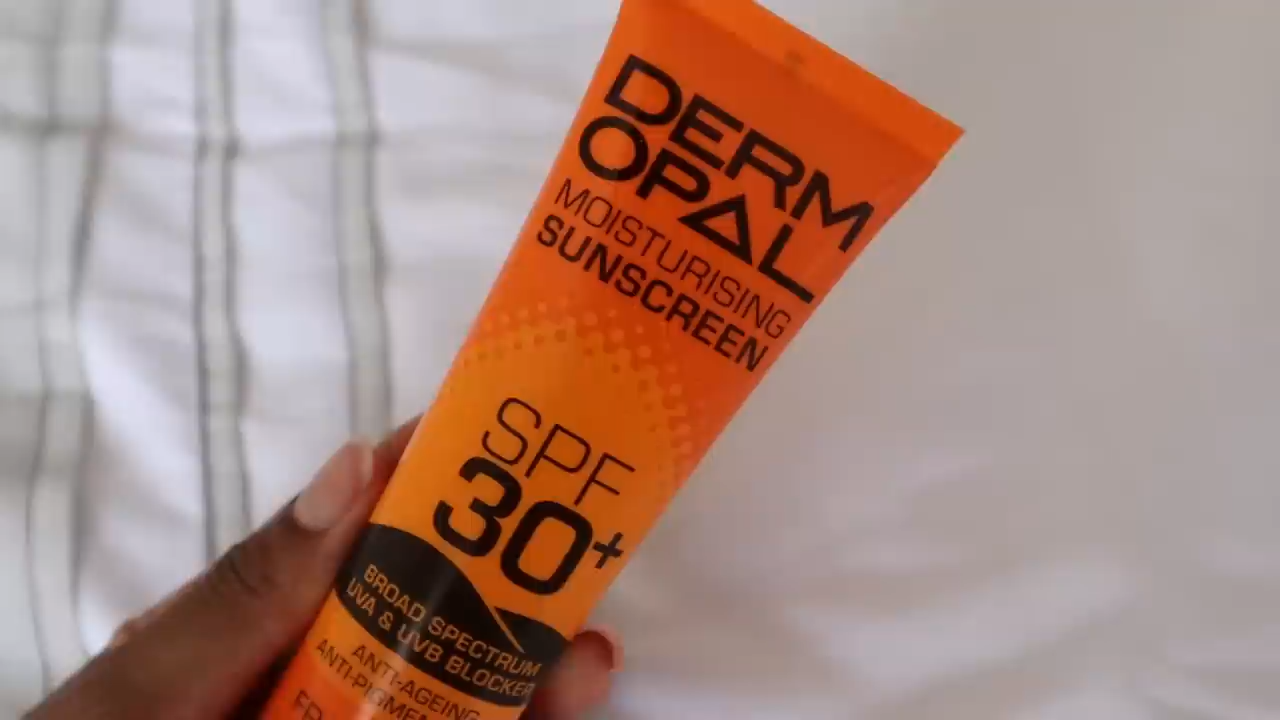 DERM
OPAL
MOISTURISING
SUNSCREEN
SPF
30+
BROAD SPECTRUM
UVA & UVB BLOCKER
ANTI-AGEING